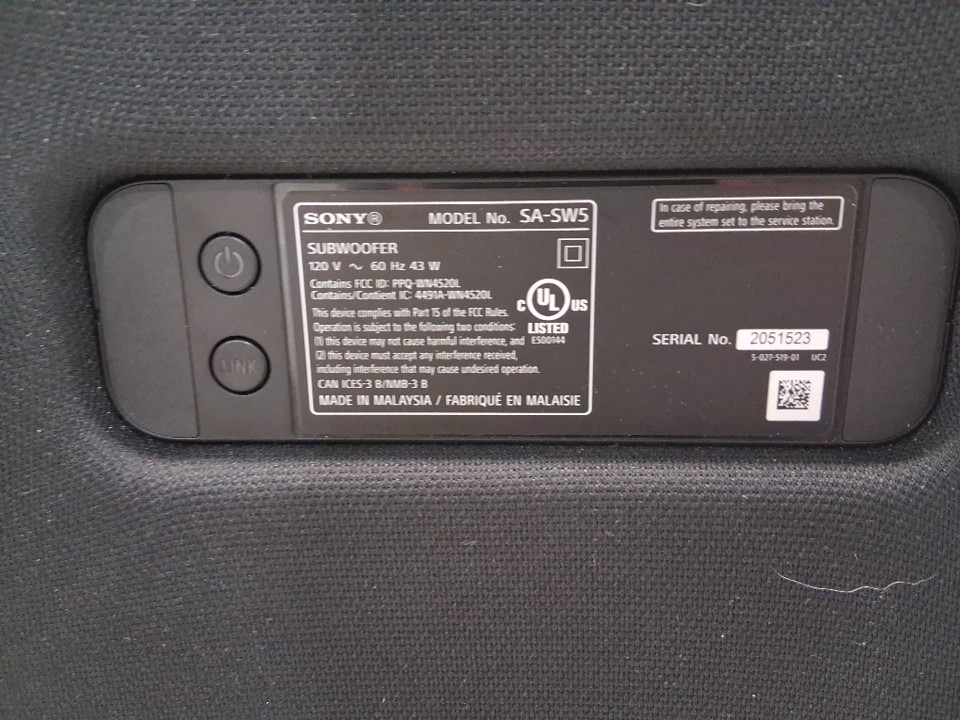 SONY® MODEL No. SA-SW5
SUBWOOFER
120 V ~ 60 Hz 43 W
Contains FCC ID: PPQ-WN4520L
Contains/Contient IC: 4491A-WN4520L
This device complies with Part 15 of the FCC Rules.
Operation is subject to the following two conditions:
(1) this device may not cause harmful interference, and
(2) this device must accept any interference received,
including interference that may cause undesired operation.
CAN ICES-3 B/NMB-3 B
MADE IN MALAYSIA / FABRIQUÉ EN MALAISIE
C UL US
LISTED
E500144
LINK
In case of repairing, please bring the
entire system set to the service station.
SERIAL No. 2051523
5-027-519-01 UC2